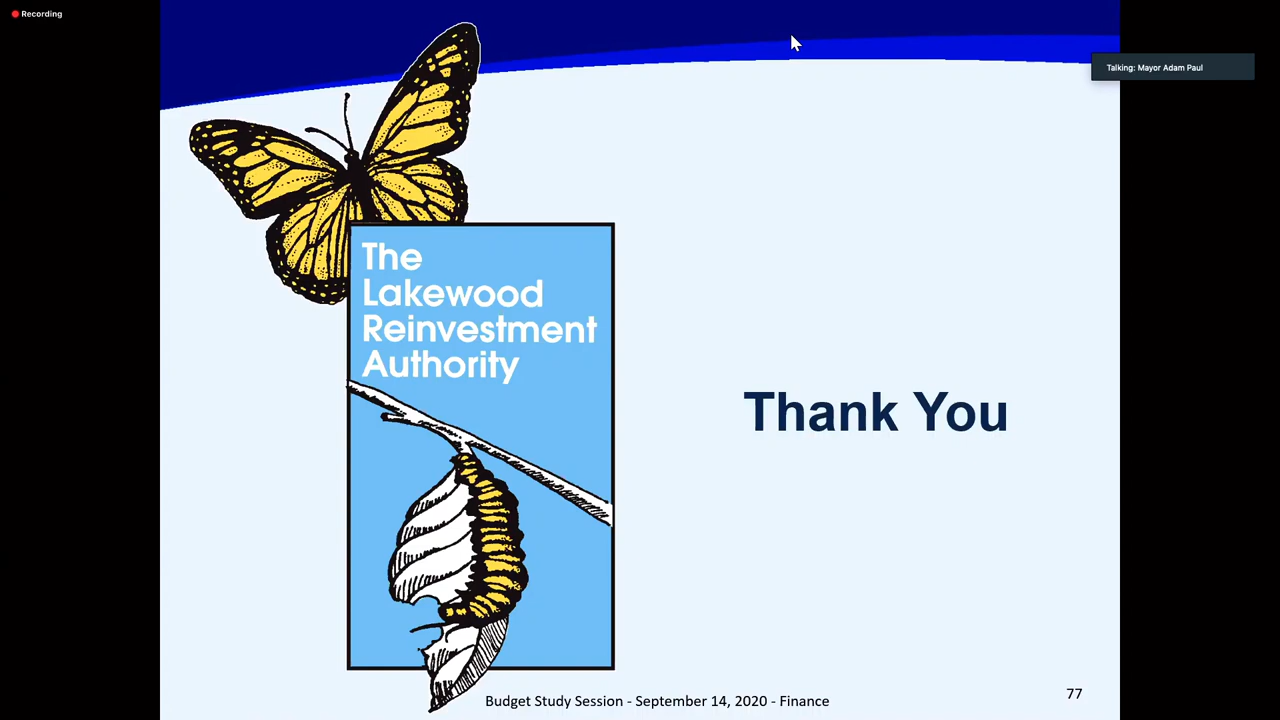 Recording
Talking: Mayor Adam Paul
The
Lakewood
Reinvestment
Authority
Thank You
Budget Study Session - September 14, 2020 - Finance
77